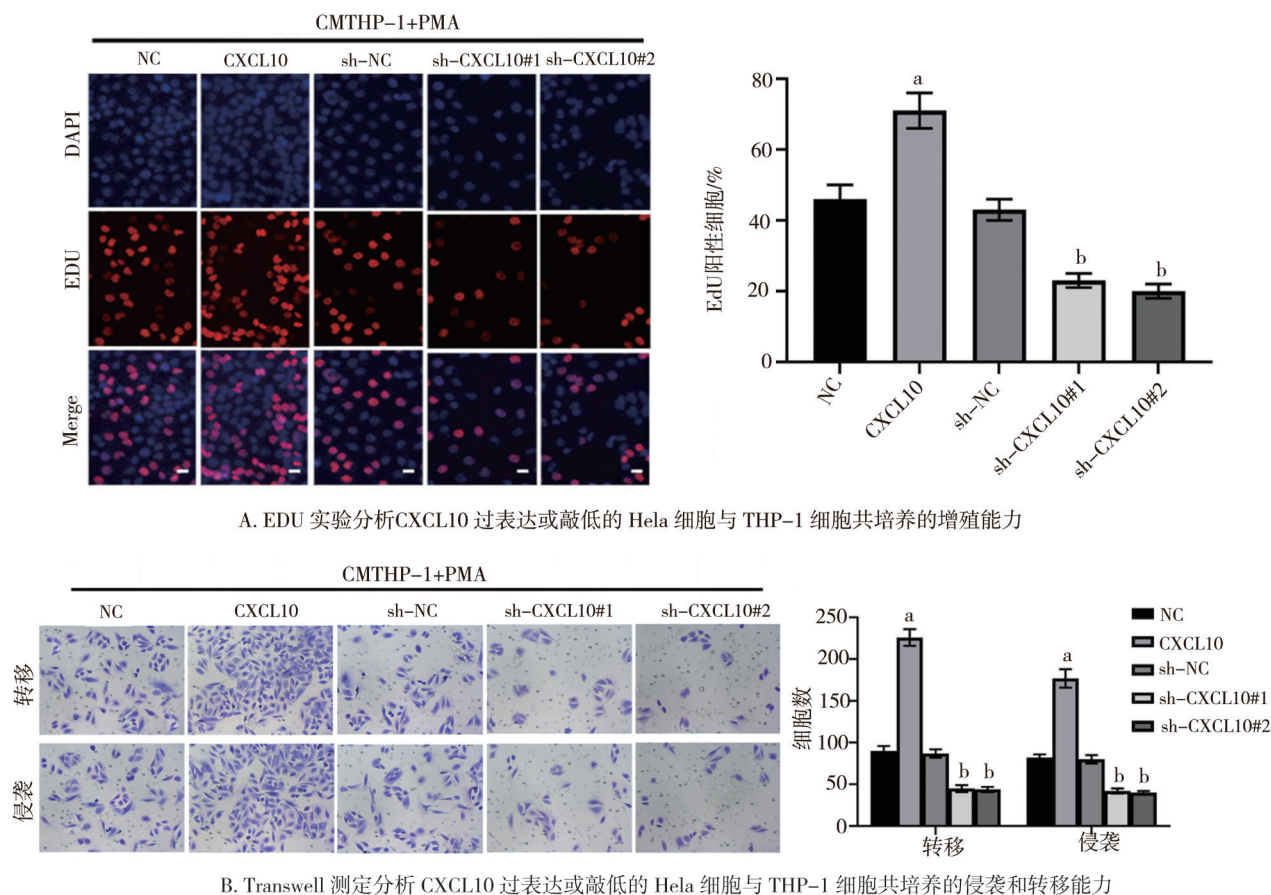 CMTHP-1+PMA
NC CXCL10 sh-NC sh-CXCL10#1 sh-CXCL10#2
DAPI
EDU
Merge
EdU阳性细胞/%
80
60
40
20
0
a
b
b
NC
CXCL10
sh-NC
sh-CXCL10#1
sh-CXCL10#2
A. EDU 实验分析CXCL10 过表达或敲低的 Hela 细胞与 THP-1 细胞共培养的增殖能力
CMTHP-1+PMA
NC CXCL10 sh-NC sh-CXCL10#1 sh-CXCL10#2
转移
侵袭
细胞数
250
200
150
100
50
0
a
b b
a
b b
转移 侵袭
NC
CXCL10
sh-NC
sh-CXCL10#1
sh-CXCL10#2
B. Transwell 测定分析 CXCL10 过表达或敲低的 Hela 细胞与 THP-1 细胞共培养的侵袭和转移能力